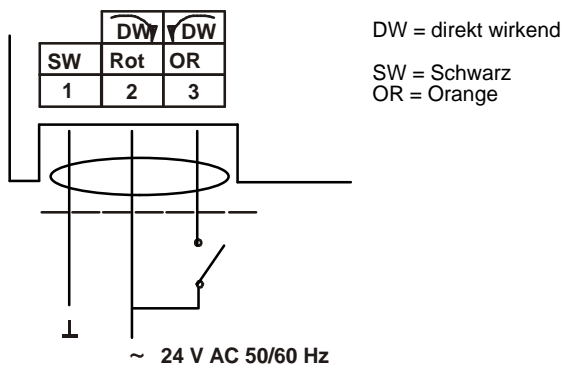 DW DW
SW Rot OR
1 2 3
DW = direkt wirkend
SW = Schwarz
OR = Orange
~ 24 V AC 50/60 Hz